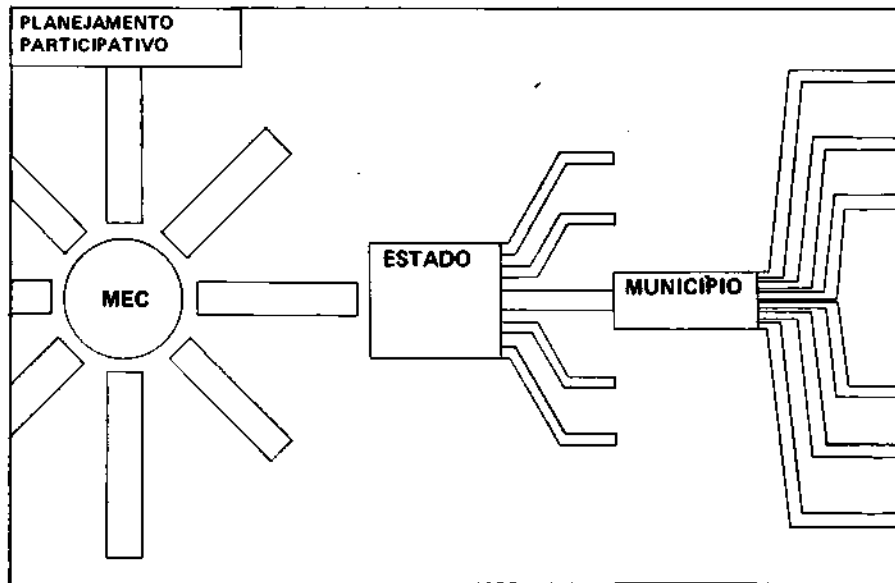 PLANEJAMENTO
PARTICIPATIVO
MEC
ESTADO
MUNICÍPIO